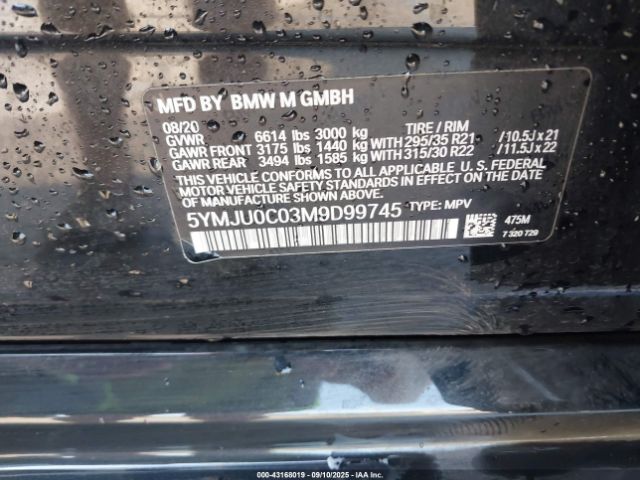 MFD BY BMW M GMBH
08/20
GVWR 6614 lbs 3000 kg TIRE / RIM
GAWR FRONT 3175 lbs 1440 kg WITH 295/35 R21 /10.5J x 21
GAWR REAR 3494 lbs 1585 kg WITH 315/30 R22 /11.5J x 22
THIS VEHICLE CONFORMS TO ALL APPLICABLE U. S. FEDERAL
MOTOR VEHICLE SAFETY STANDARDS IN EFFECT ON THE DATE OF
MANUFACTURE SHOWN ABOVE.
5YMJU0C03M9D99745 TYPE: MPV
475M
7 320 729
000-43168019 - 09/10/2025 - © IAA Inc.